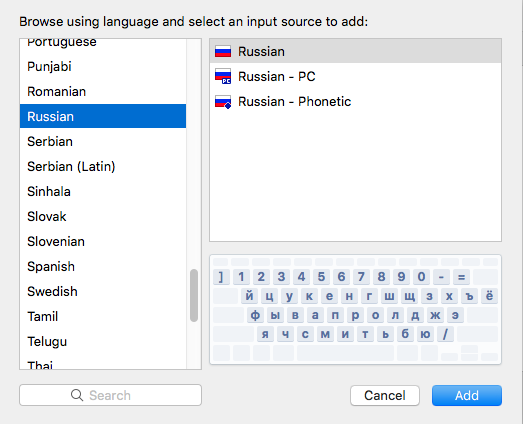 Browse using language and select an input source to add:
Portuguese
Punjabi
Romanian
Russian
Serbian
Serbian (Latin)
Sinhala
Slovak
Slovenian
Spanish
Swedish
Tamil
Telugu
Thai
Russian
PC Russian - PC
Russian - Phonetic
] 1 2 3 4 5 6 7 8 9 0 - =
й ц у к е н г ш щ з х ъ ё
ф ы в а п р о л д ж э
я ч с м и т ь б ю /
Search
Cancel
Add